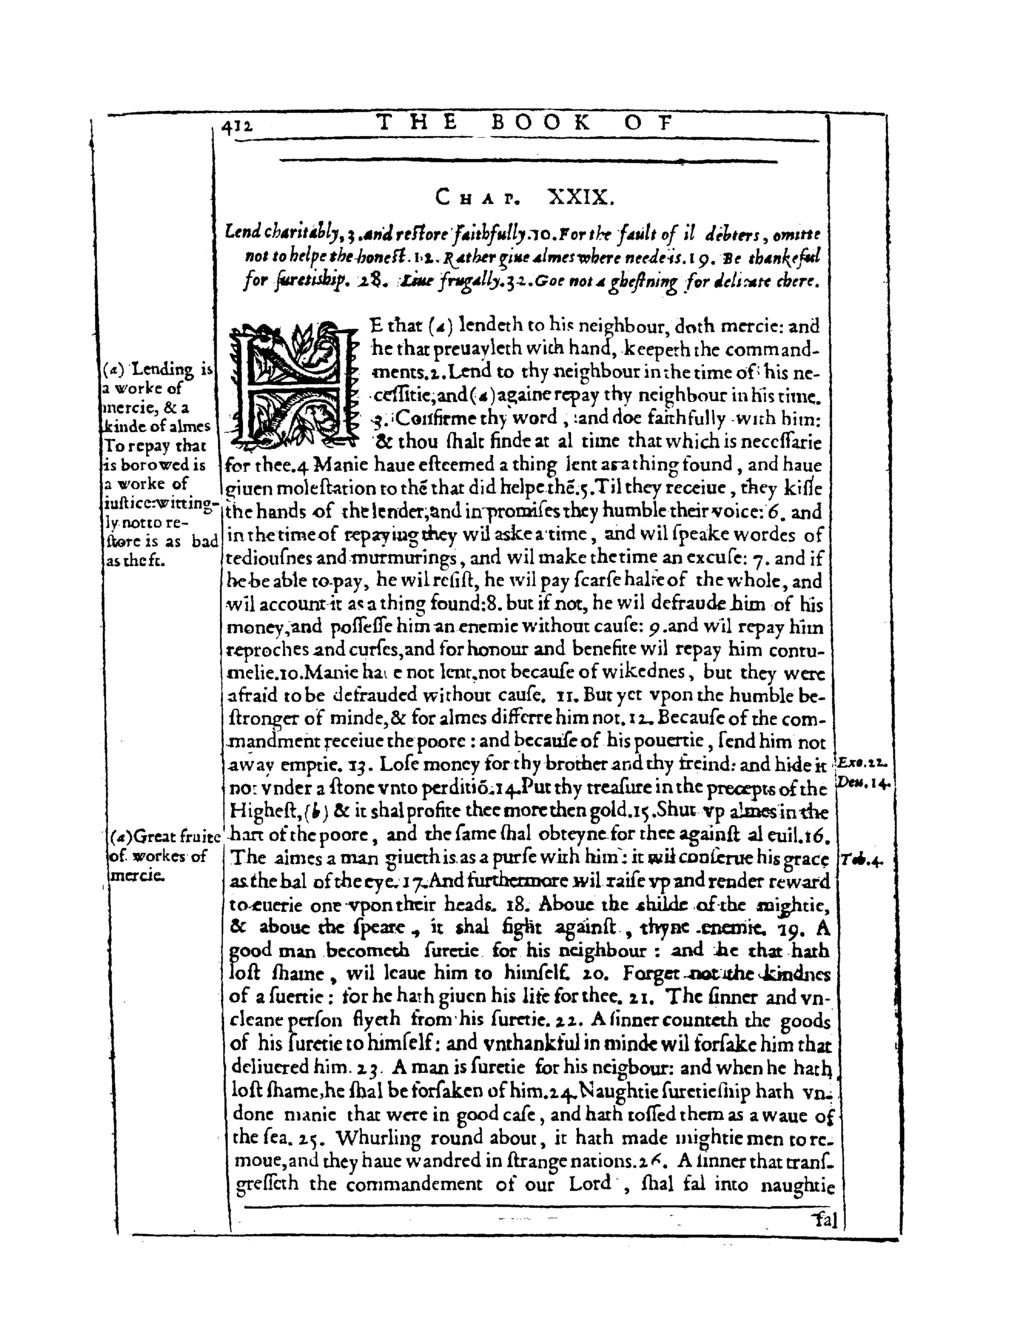 412 THE BOOK OF
CHAP. XXIX.
Lend charitably, 3. and restore faithfully. 10. For the fault of il debters, omitte
not to helpe the honest. 12. Rather giue almes where neede is. 19. Be thankeful
for suretiship. 28. Liue frugally. 32. Goe not a ghestning for delicate chere.
HE that (a) lendeth to his neighbour, doth mercie: and
he that preuayleth with hand, keepeth the command-
ments. 2. Lend to thy neighbour in the time of his ne-
cessitie, and (a) againe repay thy neighbour in his time.
3. Confirme thy word, and doe faithfully with him:
& thou shalt finde at al time that which is necessarie
for thee. 4 Manie haue esteemed a thing lent as a thing found, and haue
giuen molestation to thē that did helpe thē. 5. Til they receiue, they kisse
the hands of the lender, and in promises they humble their voice: 6. and
in the time of repaying they wil aske a time, and wil speake wordes of
tediousnes and murmurings, and wil make the time an excuse: 7. and if
he be able to pay, he wil resist, he wil pay scarse halfe of the whole, and
wil account it as a thing found: 8. but if not, he wil defraude him of his
money, and possesse him an enemie without cause: 9. and wil repay him
reproches and curses, and for honour and benefite wil repay him contu-
melie. 10. Manie haue not lent, not because of wikednes, but they were
afraid to be defrauded without cause. 11. But yet vpon the humble be
stronger of minde, & for almes differre him not. 12. Because of the com-
mandment receiue the poore: and because of his pouertie, send him not
away emptie. 13. Lose money for thy brother and thy freind: and hide it
not vnder a stone vnto perditiō. 14. Put thy treasure in the precepts of the
Highest, (b) & it shal profite thee more then gold. 15. Shut vp almes in the
hart of the poore, and the same shal obteyne for thee against al euil. 16.
The almes a man giueth is as a purse with him: it wil conserue his grace
as the bal of the eye. 17. And furthermore wil raise vp and render reward
to euerie one vpon their heads. 18. Aboue the shilde of the mightie,
& aboue the speare, it shal fight against, thyne enemie. 19. A
good man becometh suretie for his neighbour: and he that hath
lost shame, wil leaue him to himself. 20. Forget not the kindnes
of a suertie: for he hath giuen his life for thee. 21. The sinner and vn-
cleane person flyeth from his suretie. 22. A sinner counteth the goods
of his suretie to himself: and vnthankful in minde wil forsake him that
deliuered him. 23. A man is suretie for his neigbour: and when he hath
lost shame, he shal be forsaken of him. 24. Naughtie suretieship hath vn-
done manie that were in good case, and hath tossed them as a waue of
the sea. 25. Whurling round about, it hath made mightie men to re-
moue, and they haue wandred in strange nations. 26. A sinner that trans-
gresseth the commandement of our Lord, shal fal into naughtie
fal
(a) Lending is
a worke of
mercie, & a
kinde of almes
To repay that
is borowed is
a worke of
iustice: witting-
ly not to re-
store is as bad
as theft.
(a) Great fruite
of workes of
mercie.
Exo. 22.
Deu. 14.
Tob. 4.